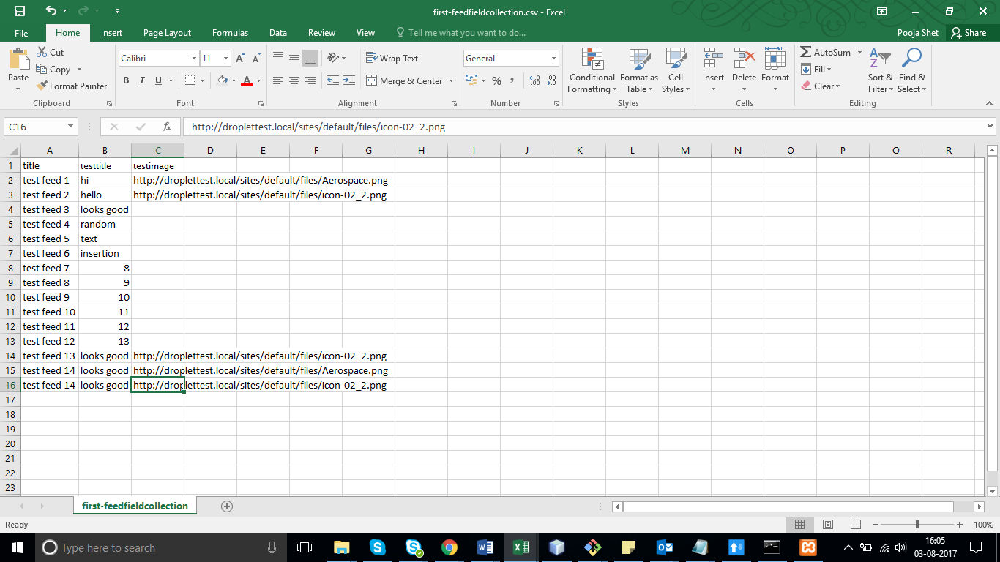 first-feedfieldcollection.csv - Excel
File Home Insert Page Layout Formulas Data Review View Tell me what you want to do... Pooja Shet Share
Paste Cut Copy Format Painter Clipboard
Calibri 11 A A B I U A Font
Wrap Text Merge & Center Alignment
General % , .00 .0 Number
Conditional Formatting Format as Table Cell Styles Styles
Insert Delete Format Cells
AutoSum Fill Clear Sort & Filter Find & Select Editing
C16 fx http://droplettest.local/sites/default/files/icon-02_2.png
A B C D E F G H I J K L M N O P Q R
1 title testtitle testimage
2 test feed 1 hi http://droplettest.local/sites/default/files/Aerospace.png
3 test feed 2 hello http://droplettest.local/sites/default/files/icon-02_2.png
4 test feed 3 looks good
5 test feed 4 random
6 test feed 5 text
7 test feed 6 insertion
8 test feed 7 8
9 test feed 8 9
10 test feed 9 10
11 test feed 10 11
12 test feed 11 12
13 test feed 12 13
14 test feed 13 looks good http://droplettest.local/sites/default/files/icon-02_2.png
15 test feed 14 looks good http://droplettest.local/sites/default/files/Aerospace.png
16 test feed 14 looks good http://droplettest.local/sites/default/files/icon-02_2.png
17
18
19
20
21
22
23
first-feedfieldcollection
Ready 100%
Type here to search 16:05
03-08-2017